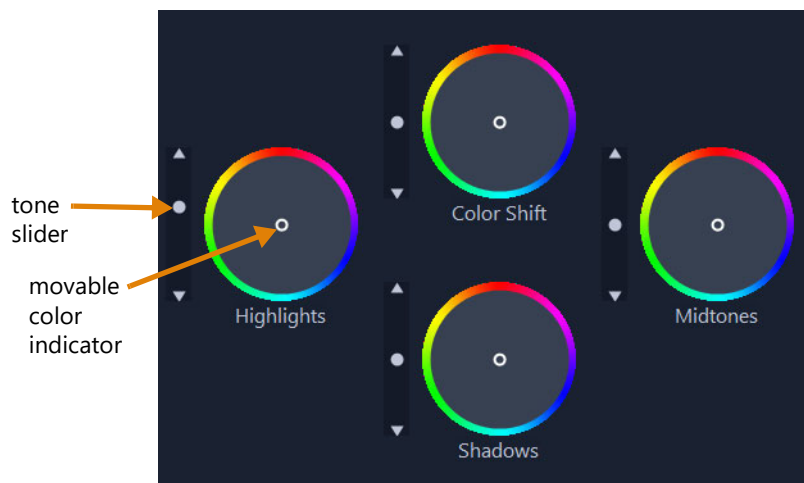 Color Shift
tone
slider
movable
color
indicator
Highlights
Midtones
Shadows